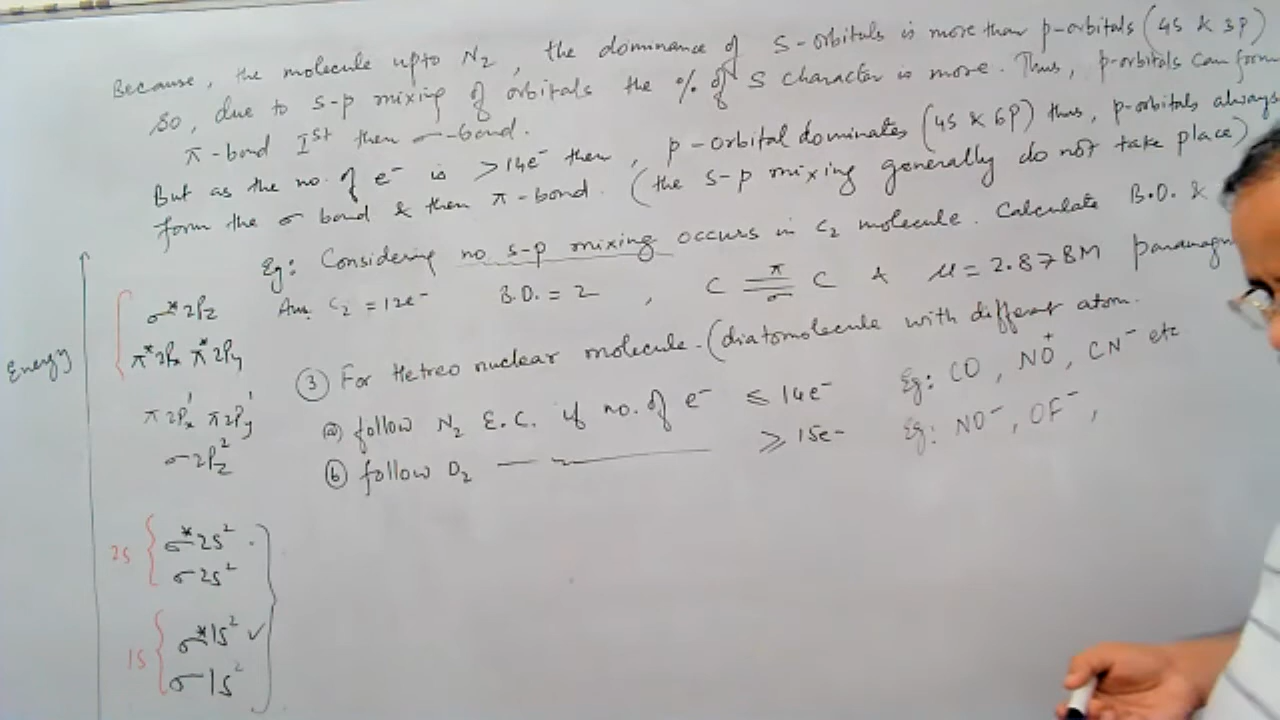 Because, the molecule upto N₂, the dominance of s-orbitals is more than p-orbitals (4S & 3P)
So, due to s-p mixing of orbitals the % of S character is more. Thus, p-orbitals can form
π-bond Ist then σ-bond.
But as the no. of e⁻ is >14e⁻ then, p-orbital dominates (4S & 6P) thus, p-orbitals always
form the σ bond & then π-bond. (the s-p mixing generally do not take place)
Eg: Considering no s-p mixing occurs in C₂ molecule. Calculate B.O. &
Ans. C₂ = 12e⁻ B.O. = 2, C π σ C & μ = 2.87BM paramagn
③ For Hetreo nuclear molecule. (diatomolecule with different atom.
ⓐ follow N₂ E.C. if no. of e⁻ ≤ 14e⁻ Eg: CO, NO⁺, CN⁻ etc
ⓑ follow O₂ —— " —— ≥ 15e⁻ Eg: NO⁻, OF⁻,
Energy
σ*2Pz
π*2Px π*2Py
π2Px¹ π2Py¹
σ2Pz²
2S σ*2S²
σ2S²
1S σ*1S² ✓
σ1S²